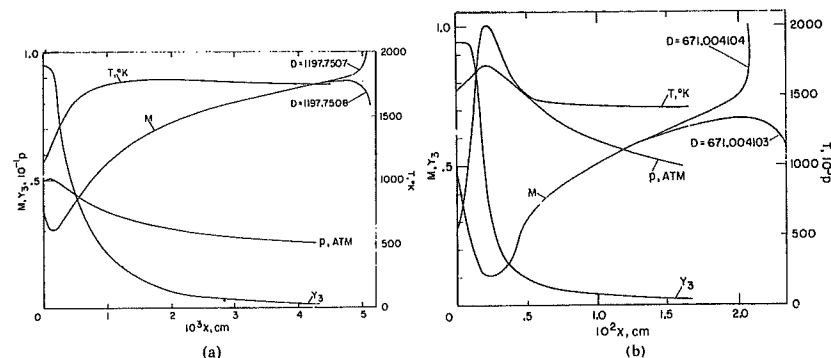 1.0
.5
0
M, Y₃, 10⁻¹p
T, °K
M
D=1197.7507
D=1197.7508
p, ATM
Y₃
2000
1500
1000
500
0
T, °K
0 1 2 3 4 5
10³x, cm
(a)
1.0
.5
0
M, Y₃
D=671.004104
T, °K
D=671.004103
p, ATM
M
Y₃
2000
1500
1000
500
0
T,
0 .5 1.0 1.5 2.0
10²x, cm
(b)